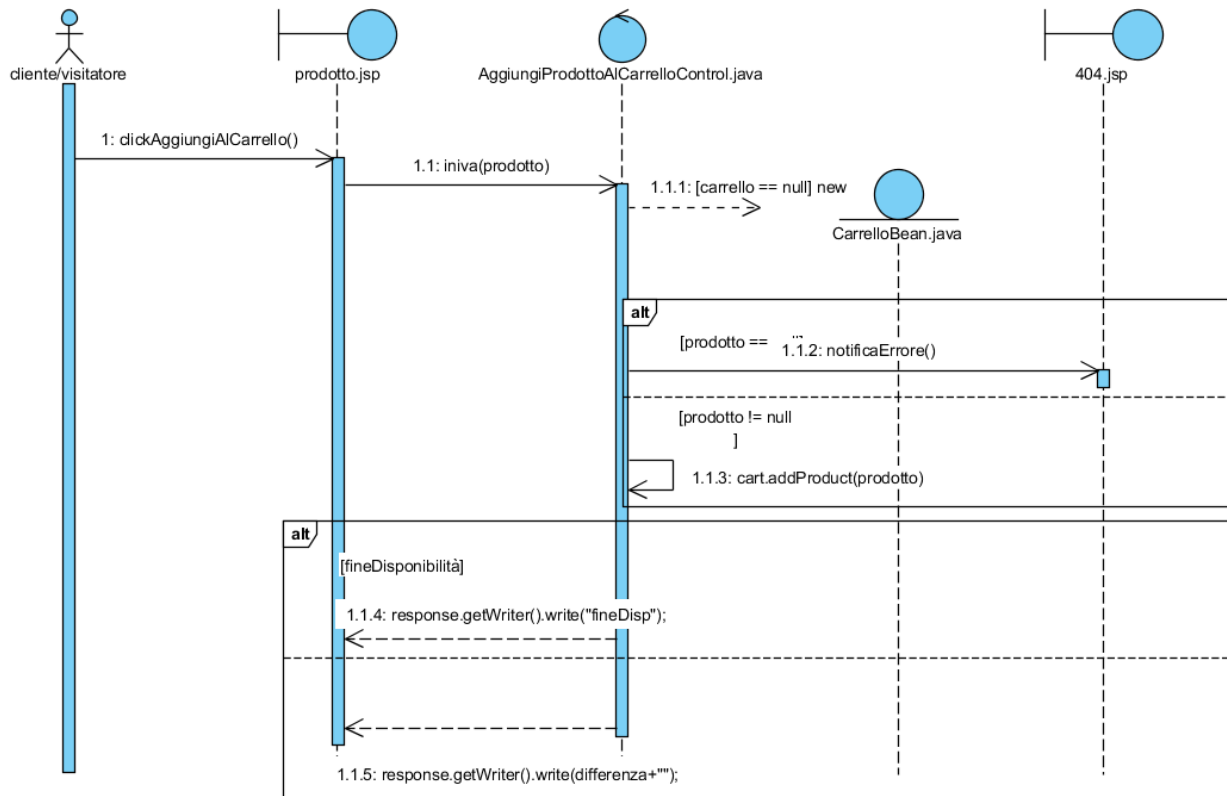 cliente/visitatore
prodotto.jsp
AggiungiProdottoAlCarrelloControl.java
404.jsp
1: clickAggiungiAlCarrello()
1.1: iniva(prodotto)
1.1.1: [carrello == null] new
CarrelloBean.java
alt
[prodotto ==
1.1.2: notificaErrore()
[prodotto != null
]
1.1.3: cart.addProduct(prodotto)
alt
[fineDisponibilità]
1.1.4: response.getWriter().write("fineDisp");
1.1.5: response.getWriter().write(differenza+"");